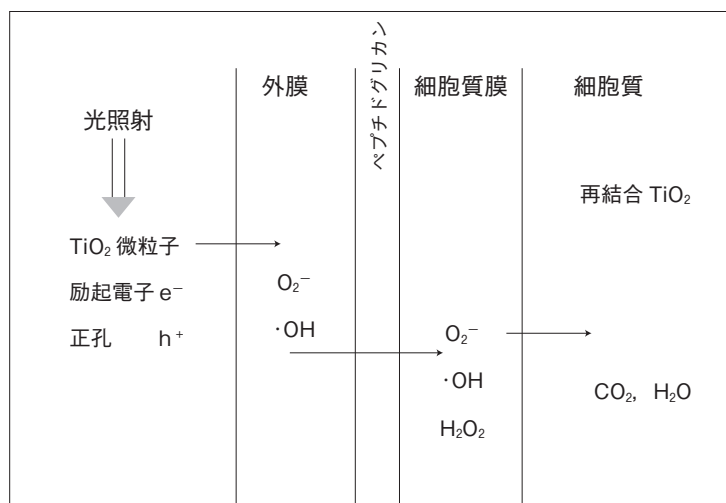 光照射
TiO₂ 微粒子
励起電子 e⁻
正孔 h⁺
外膜
O₂⁻
·OH
ペプチドグリカン
細胞質膜
O₂⁻
·OH
H₂O₂
細胞質
再結合 TiO₂
CO₂, H₂O